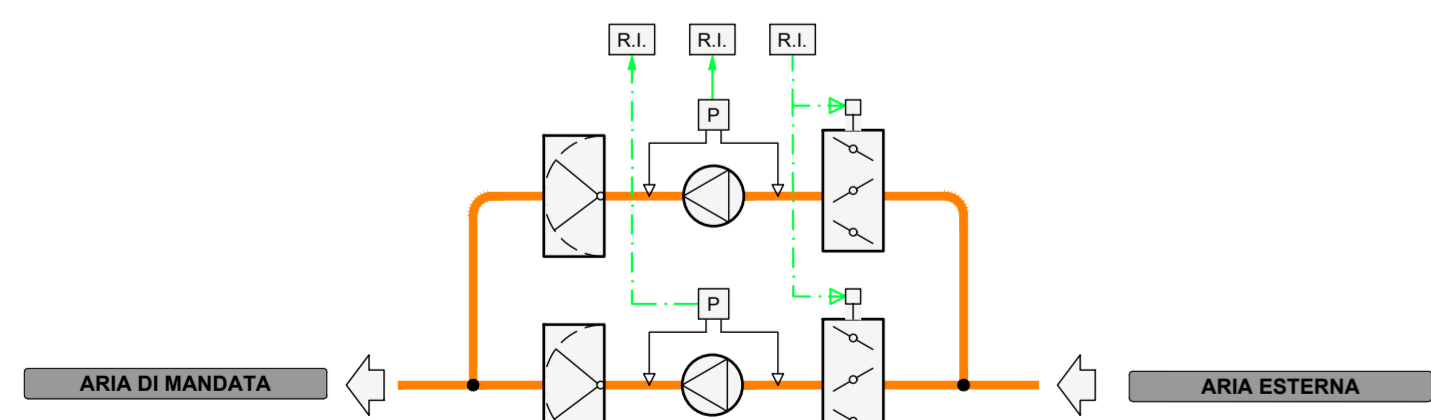 R.I. R.I. R.I.
P
P
ARIA DI MANDATA
ARIA ESTERNA